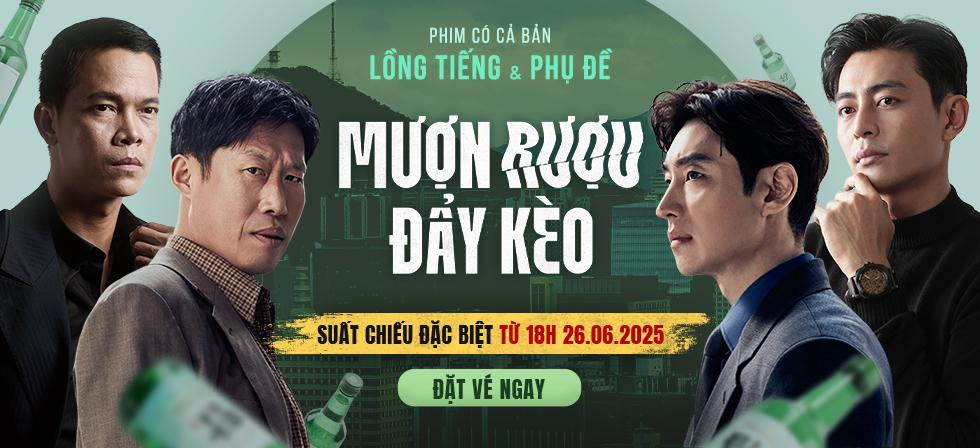 PHIM CÓ CẢ BẢN
LỒNG TIẾNG & PHỤ ĐỀ
MƯỢN RƯỢU
ĐẨY KÈO
SUẤT CHIẾU ĐẶC BIỆT TỪ 18H 26.06.2025
ĐẶT VÉ NGAY